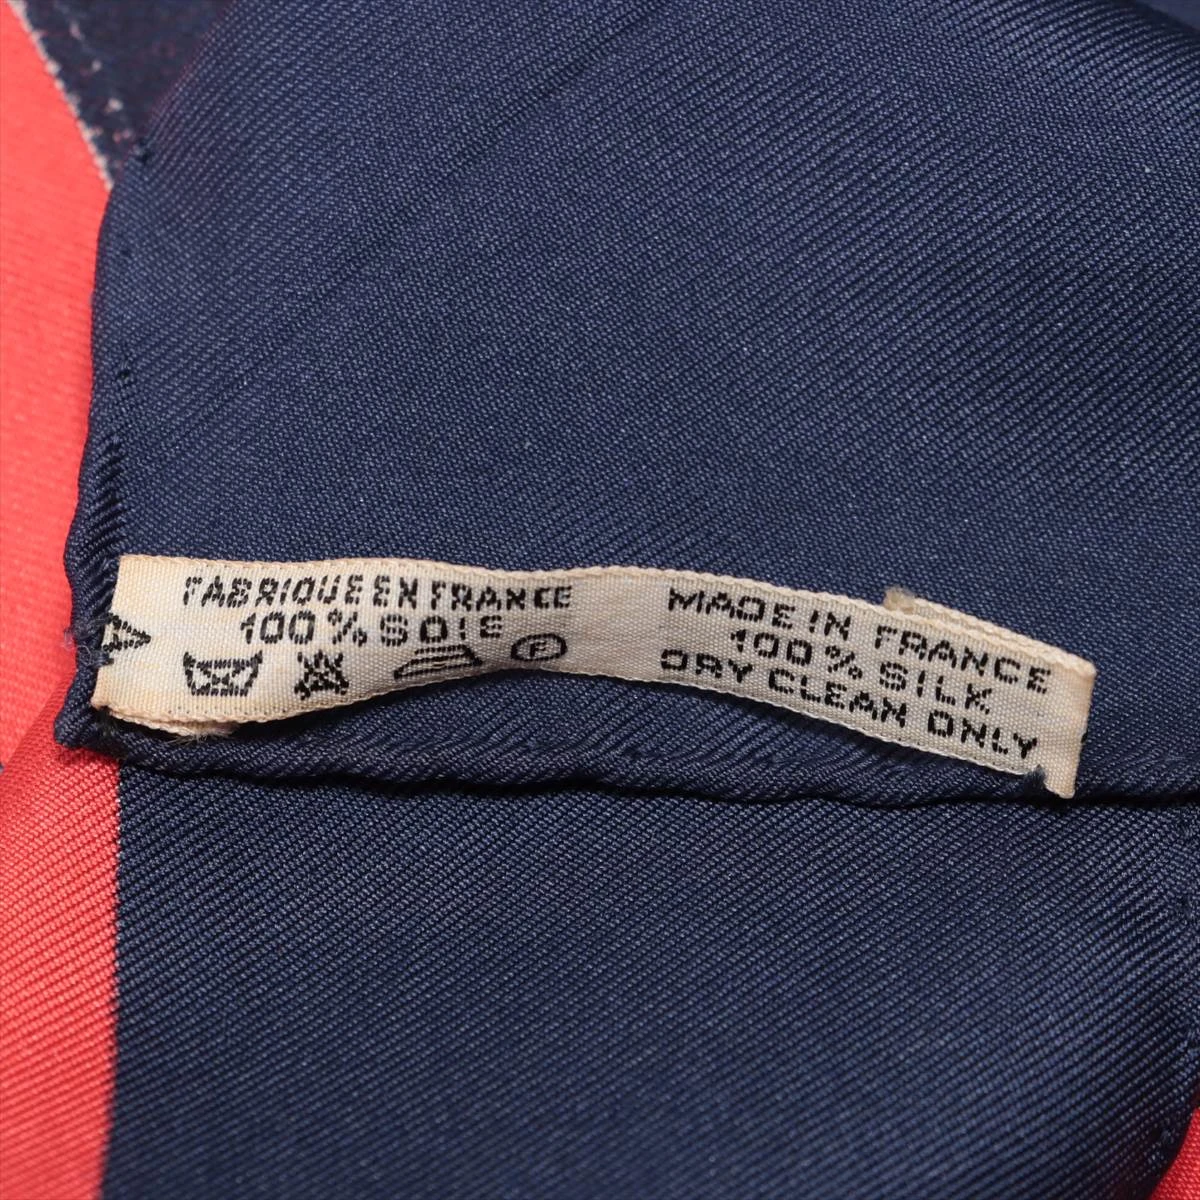 FABRIQUE EN FRANCE
100 % SOIE
F
MADE IN FRANCE
100 % SILK
DRY CLEAN ONLY